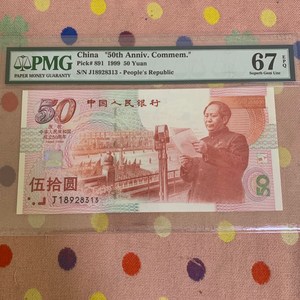 PMG
PAPER MONEY GUARANTY
China "50th Anniv. Commem."
Pick# 891 1999 50 Yuan
S/N J18928313 - People's Republic
67 EPQ
Superb Gem Unc
50
中国人民银行
伍拾圆
J18928313
50